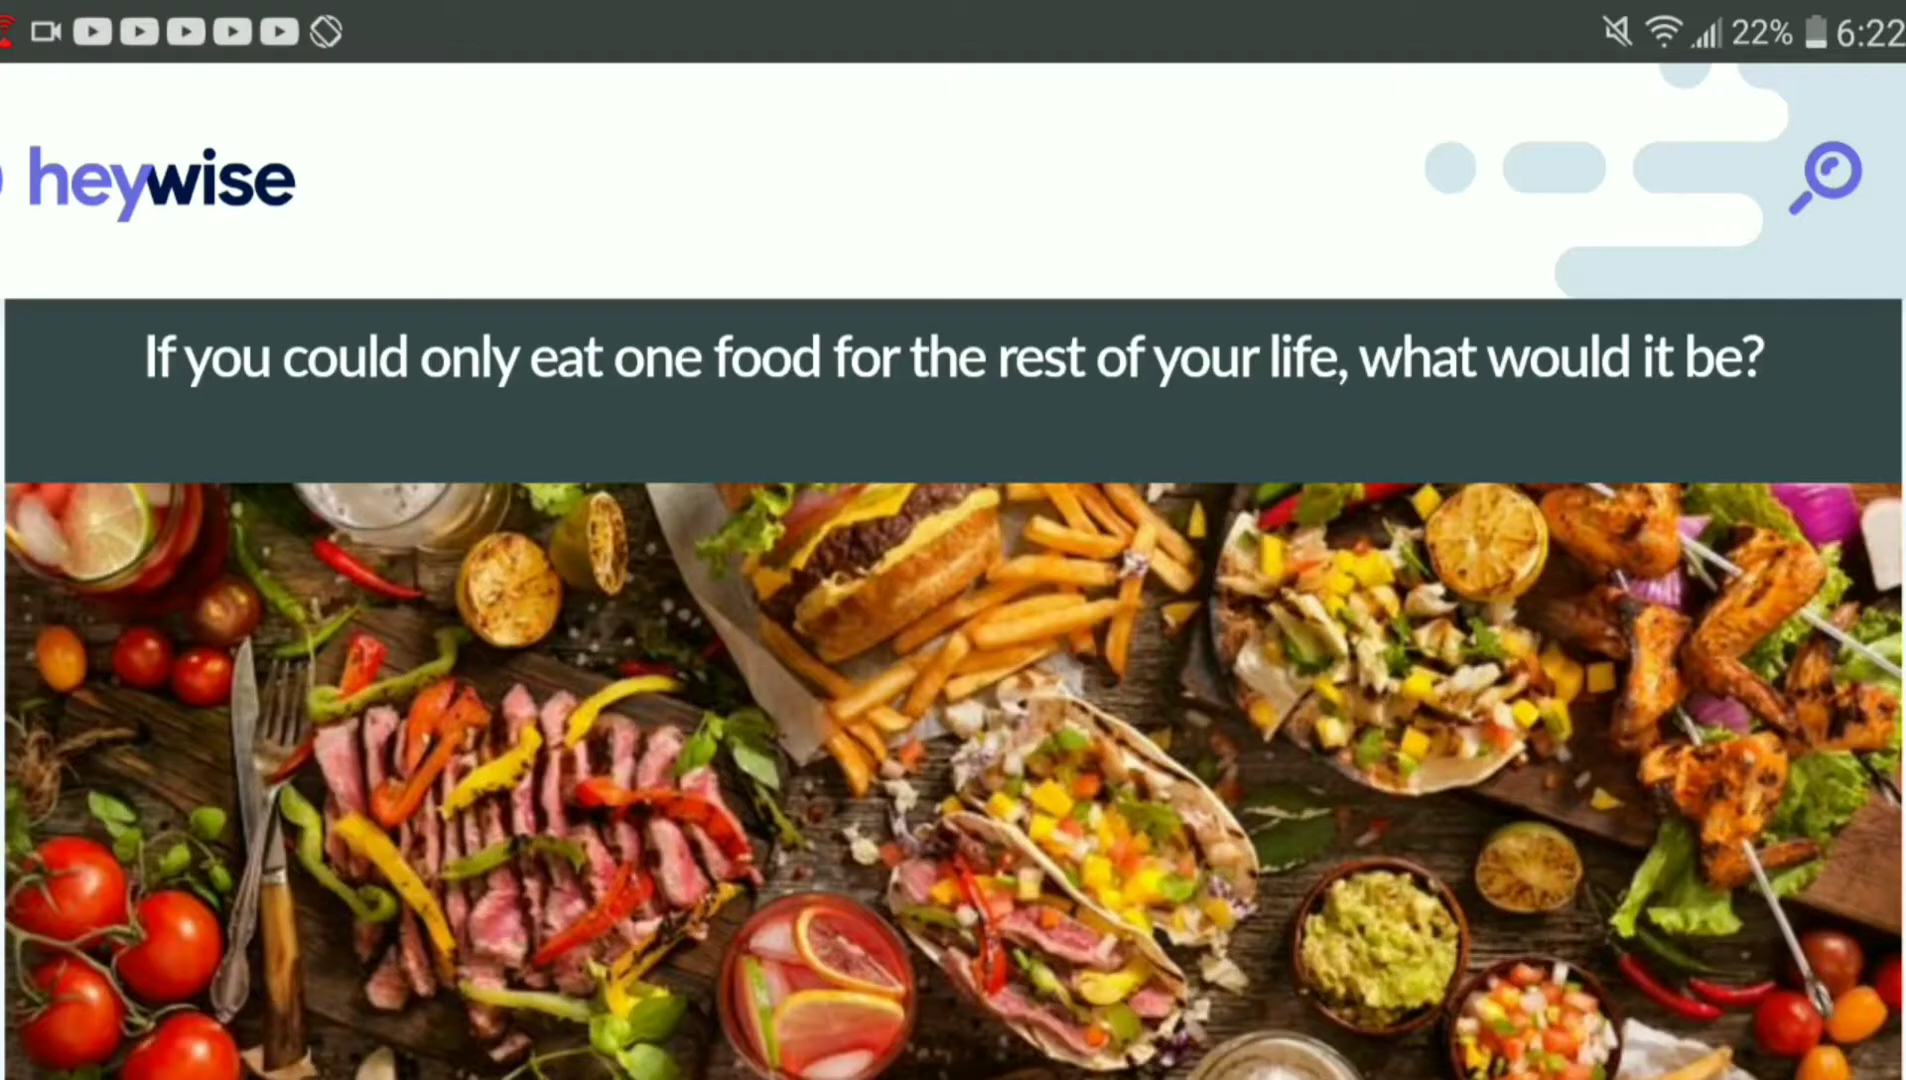 22% 6:22
heywise
If you could only eat one food for the rest of your life, what would it be?